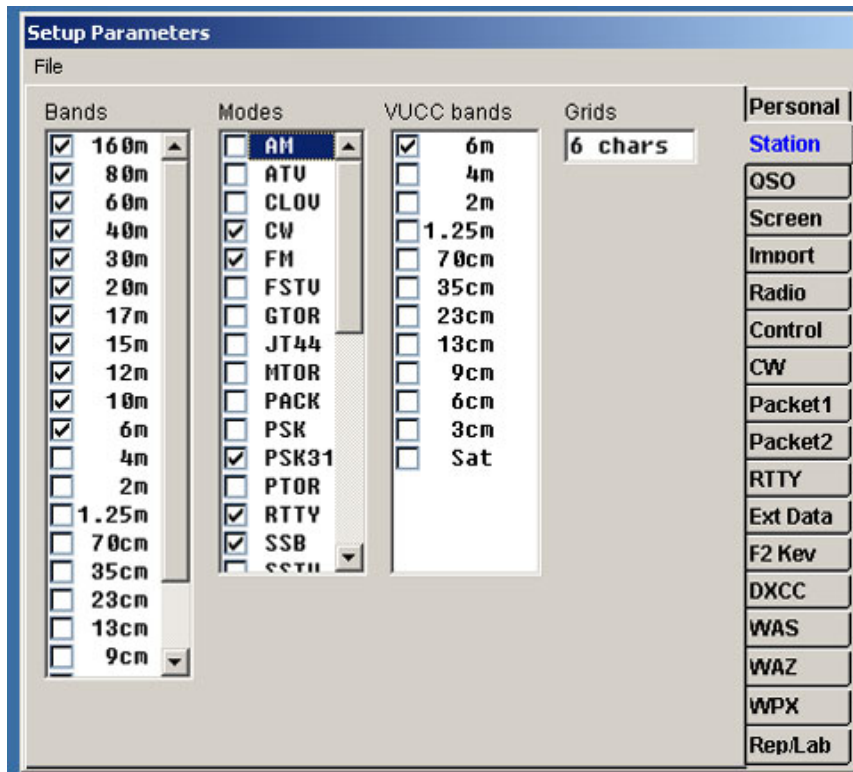 Setup Parameters
File
Bands
160m
80m
60m
40m
30m
20m
17m
15m
12m
10m
6m
4m
2m
1.25m
70cm
35cm
23cm
13cm
9cm
Modes
AM
ATV
CLOV
CW
FM
FSTV
GTOR
JT44
MTOR
PACK
PSK
PSK31
PTOR
RTTY
SSB
SSTV
VUCC bands
6m
4m
2m
1.25m
70cm
35cm
23cm
13cm
9cm
6cm
3cm
Sat
Grids
6 chars
Personal
Station
QSO
Screen
Import
Radio
Control
CW
Packet1
Packet2
RTTY
Ext Data
F2 Key
DXCC
WAS
WAZ
WPX
Rep/Lab